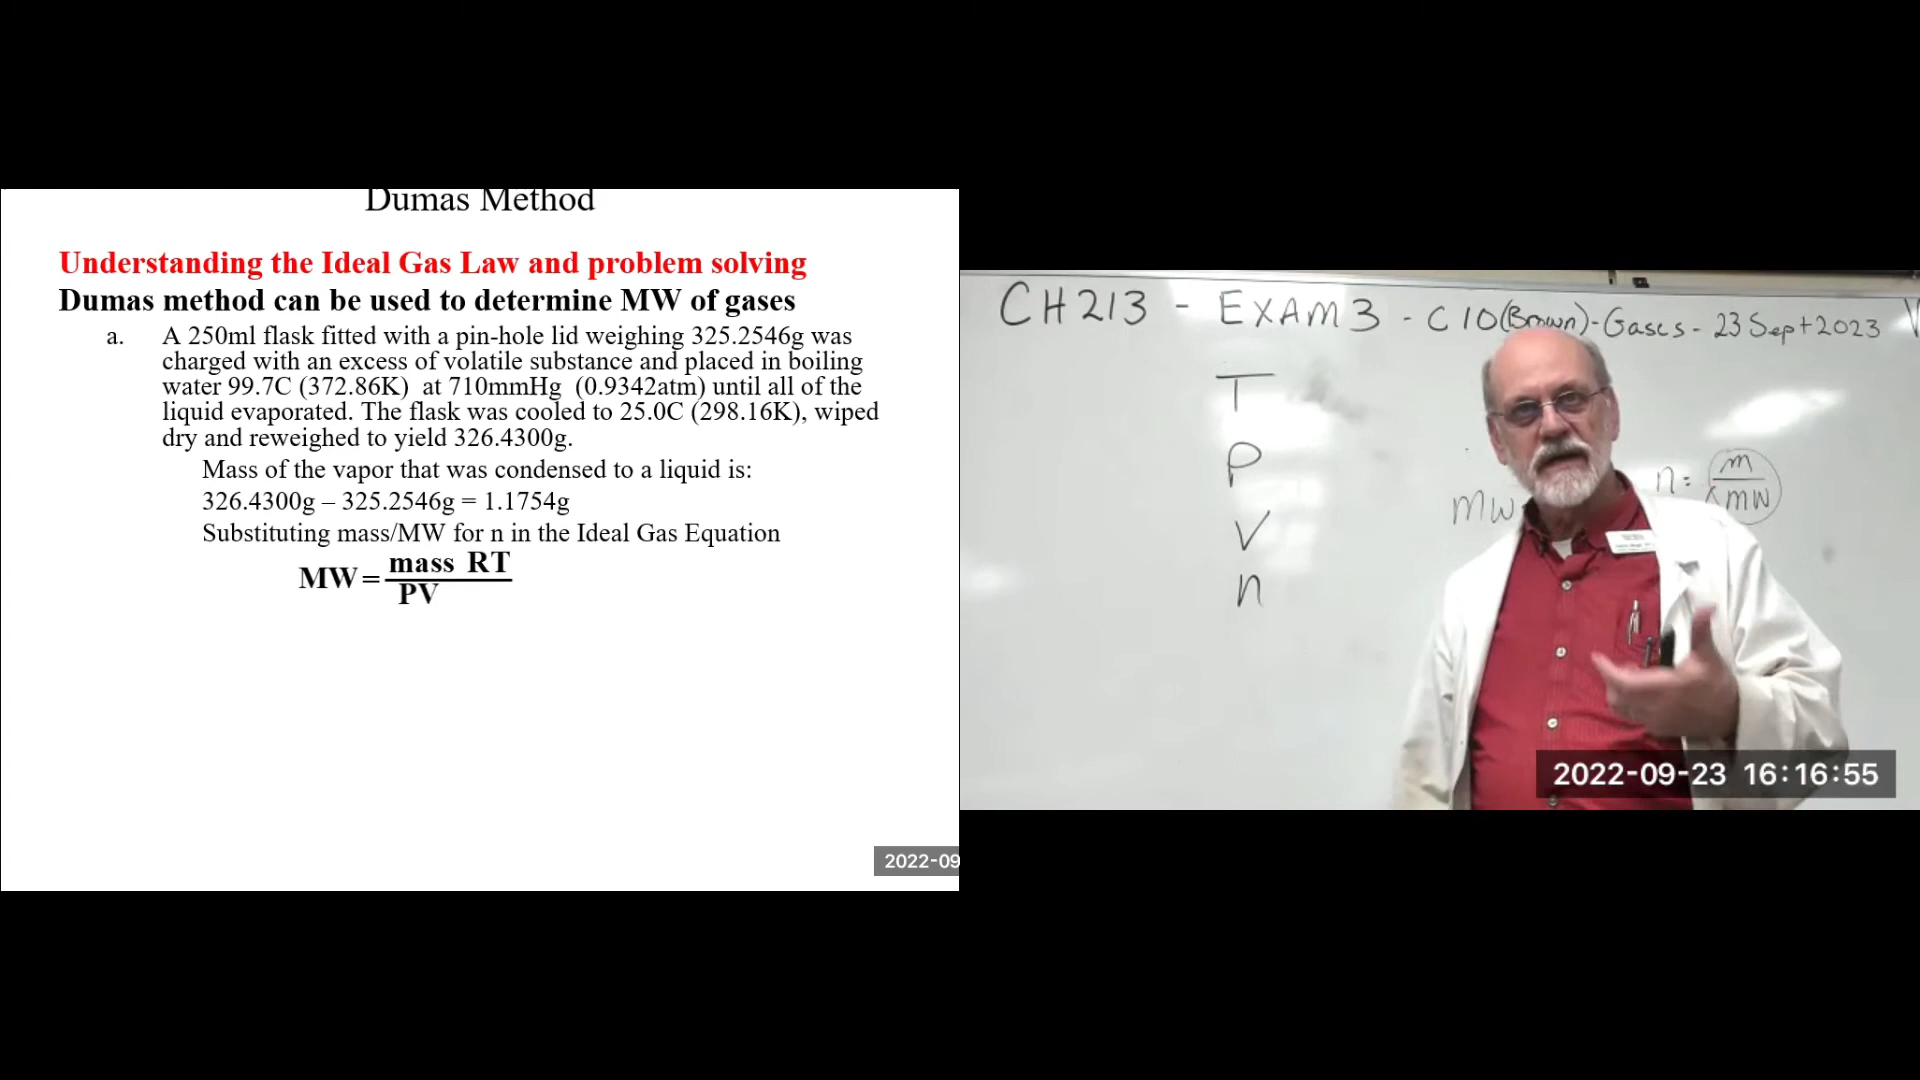 Dumas Method
Understanding the Ideal Gas Law and problem solving
Dumas method can be used to determine MW of gases
a. A 250ml flask fitted with a pin-hole lid weighing 325.2546g was
charged with an excess of volatile substance and placed in boiling
water 99.7C (372.86K) at 710mmHg (0.9342atm) until all of the
liquid evaporated. The flask was cooled to 25.0C (298.16K), wiped
dry and reweighed to yield 326.4300g.
Mass of the vapor that was condensed to a liquid is:
326.4300g – 325.2546g = 1.1754g
Substituting mass/MW for n in the Ideal Gas Equation
MW = mass RT
PV
2022-09
CH213 - EXAM3 - C10(Brown)-Gases - 23Sept2023
T
P
V
n
MW
n = m
MW
2022-09-23 16:16:55